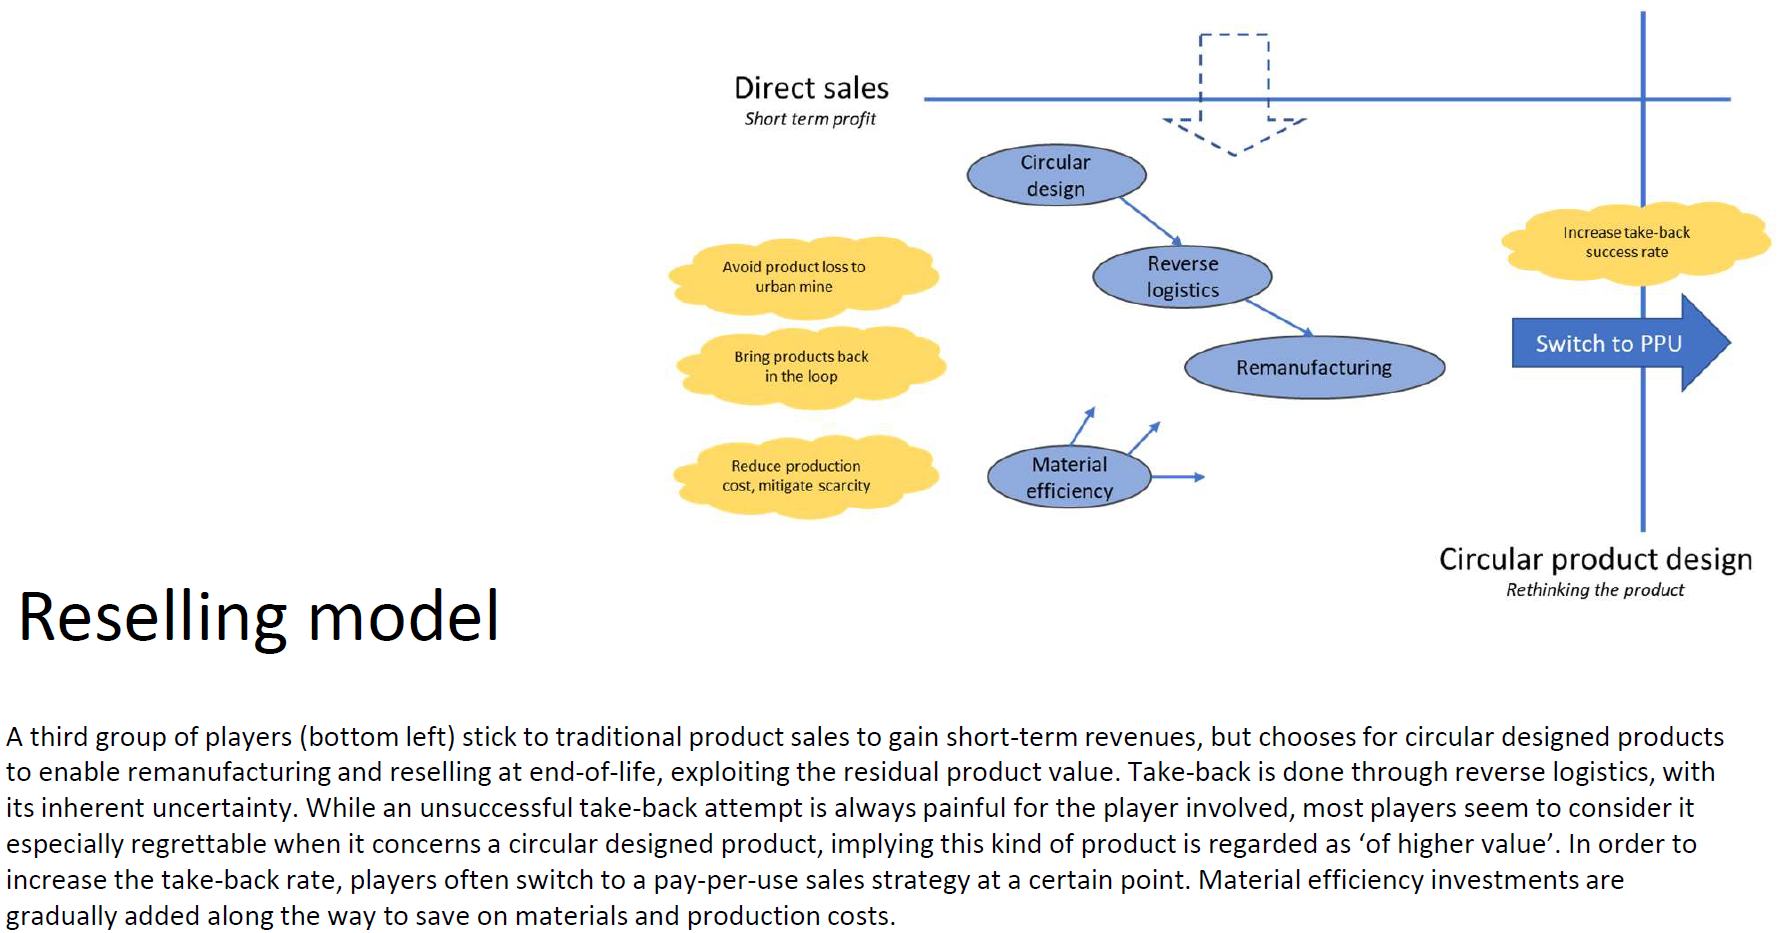 Direct sales
Short term profit
Circular
design
Reverse
logistics
Remanufacturing
Material
efficiency
Avoid product loss to
urban mine
Bring products back
in the loop
Reduce production
cost, mitigate scarcity
Increase take-back
success rate
Switch to PPU
Circular product design
Rethinking the product
Reselling model
A third group of players (bottom left) stick to traditional product sales to gain short-term revenues, but chooses for circular designed products
to enable remanufacturing and reselling at end-of-life, exploiting the residual product value. Take-back is done through reverse logistics, with
its inherent uncertainty. While an unsuccessful take-back attempt is always painful for the player involved, most players seem to consider it
especially regrettable when it concerns a circular designed product, implying this kind of product is regarded as ‘of higher value’. In order to
increase the take-back rate, players often switch to a pay-per-use sales strategy at a certain point. Material efficiency investments are
gradually added along the way to save on materials and production costs.